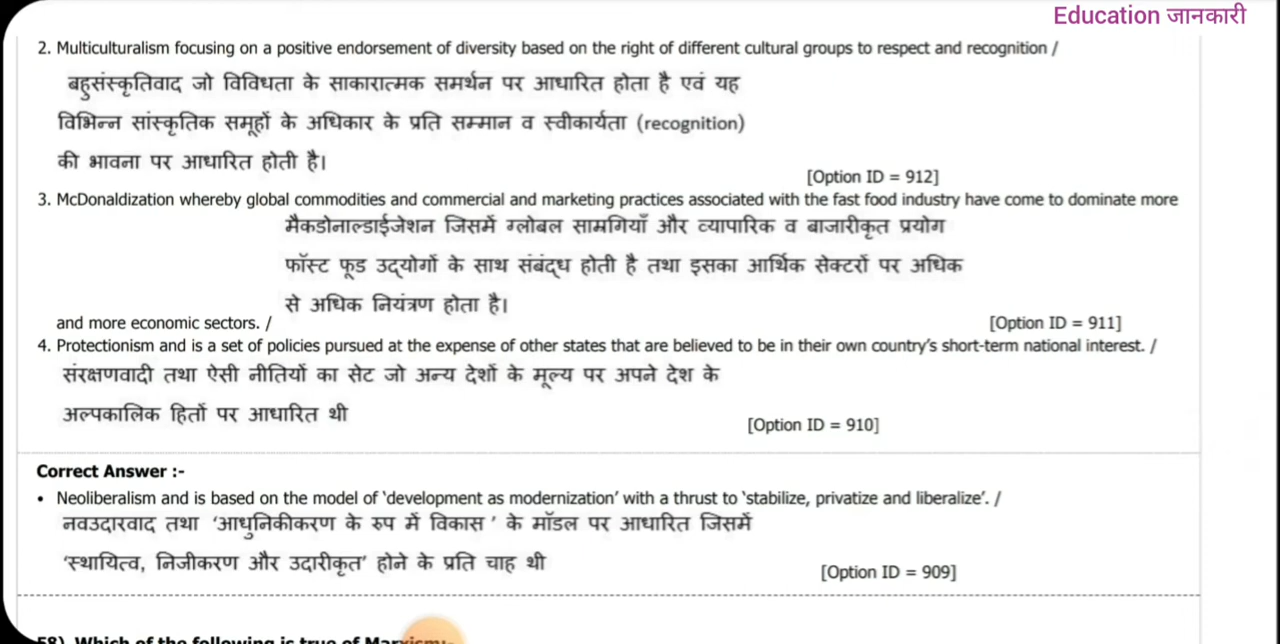 Education जानकारी
2. Multiculturalism focusing on a positive endorsement of diversity based on the right of different cultural groups to respect and recognition /
बहुसंस्कृतिवाद जो विविधता के साकारात्मक समर्थन पर आधारित होता है एवं यह
विभिन्न सांस्कृतिक समूहों के अधिकार के प्रति सम्मान व स्वीकार्यता (recognition)
की भावना पर आधारित होती है।
[Option ID = 912]
3. McDonaldization whereby global commodities and commercial and marketing practices associated with the fast food industry have come to dominate more
मैकडोनाल्डाईजेशन जिसमें ग्लोबल सामग्रियाँ और व्यापारिक व बाजारीकृत प्रयोग
फॉस्ट फूड उद्योगों के साथ संबंद्ध होती है तथा इसका आर्थिक सेक्टरों पर अधिक
से अधिक नियंत्रण होता है।
and more economic sectors. /
[Option ID = 911]
4. Protectionism and is a set of policies pursued at the expense of other states that are believed to be in their own country's short-term national interest. /
संरक्षणवादी तथा ऐसी नीतियों का सेट जो अन्य देशों के मूल्य पर अपने देश के
अल्पकालिक हितों पर आधारित थी
[Option ID = 910]
Correct Answer :-
• Neoliberalism and is based on the model of 'development as modernization' with a thrust to 'stabilize, privatize and liberalize'. /
नवउदारवाद तथा 'आधुनिकीकरण के रुप में विकास ' के मॉडल पर आधारित जिसमें
'स्थायित्व, निजीकरण और उदारीकृत' होने के प्रति चाह थी
[Option ID = 909]
58) Which of the following is true of Marxism:-